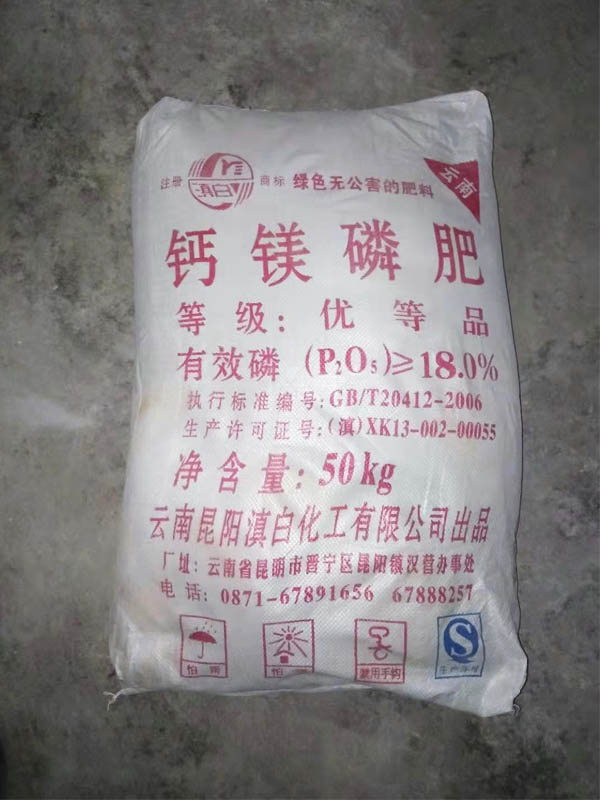 注册 滇白 商标 绿色无公害的肥料
云南
钙镁磷肥
等级：优等品
有效磷（P₂O₅）≥18.0%
执行标准编号：GB/T20412-2006
生产许可证号：（滇）XK13-002-00055
净含量：50kg
云南昆阳滇白化工有限公司出品
厂址：云南省昆明市晋宁区昆阳镇汉营办事处
电话：0871-67891656 67888257
怕雨
怕
禁用手钩
生产许可